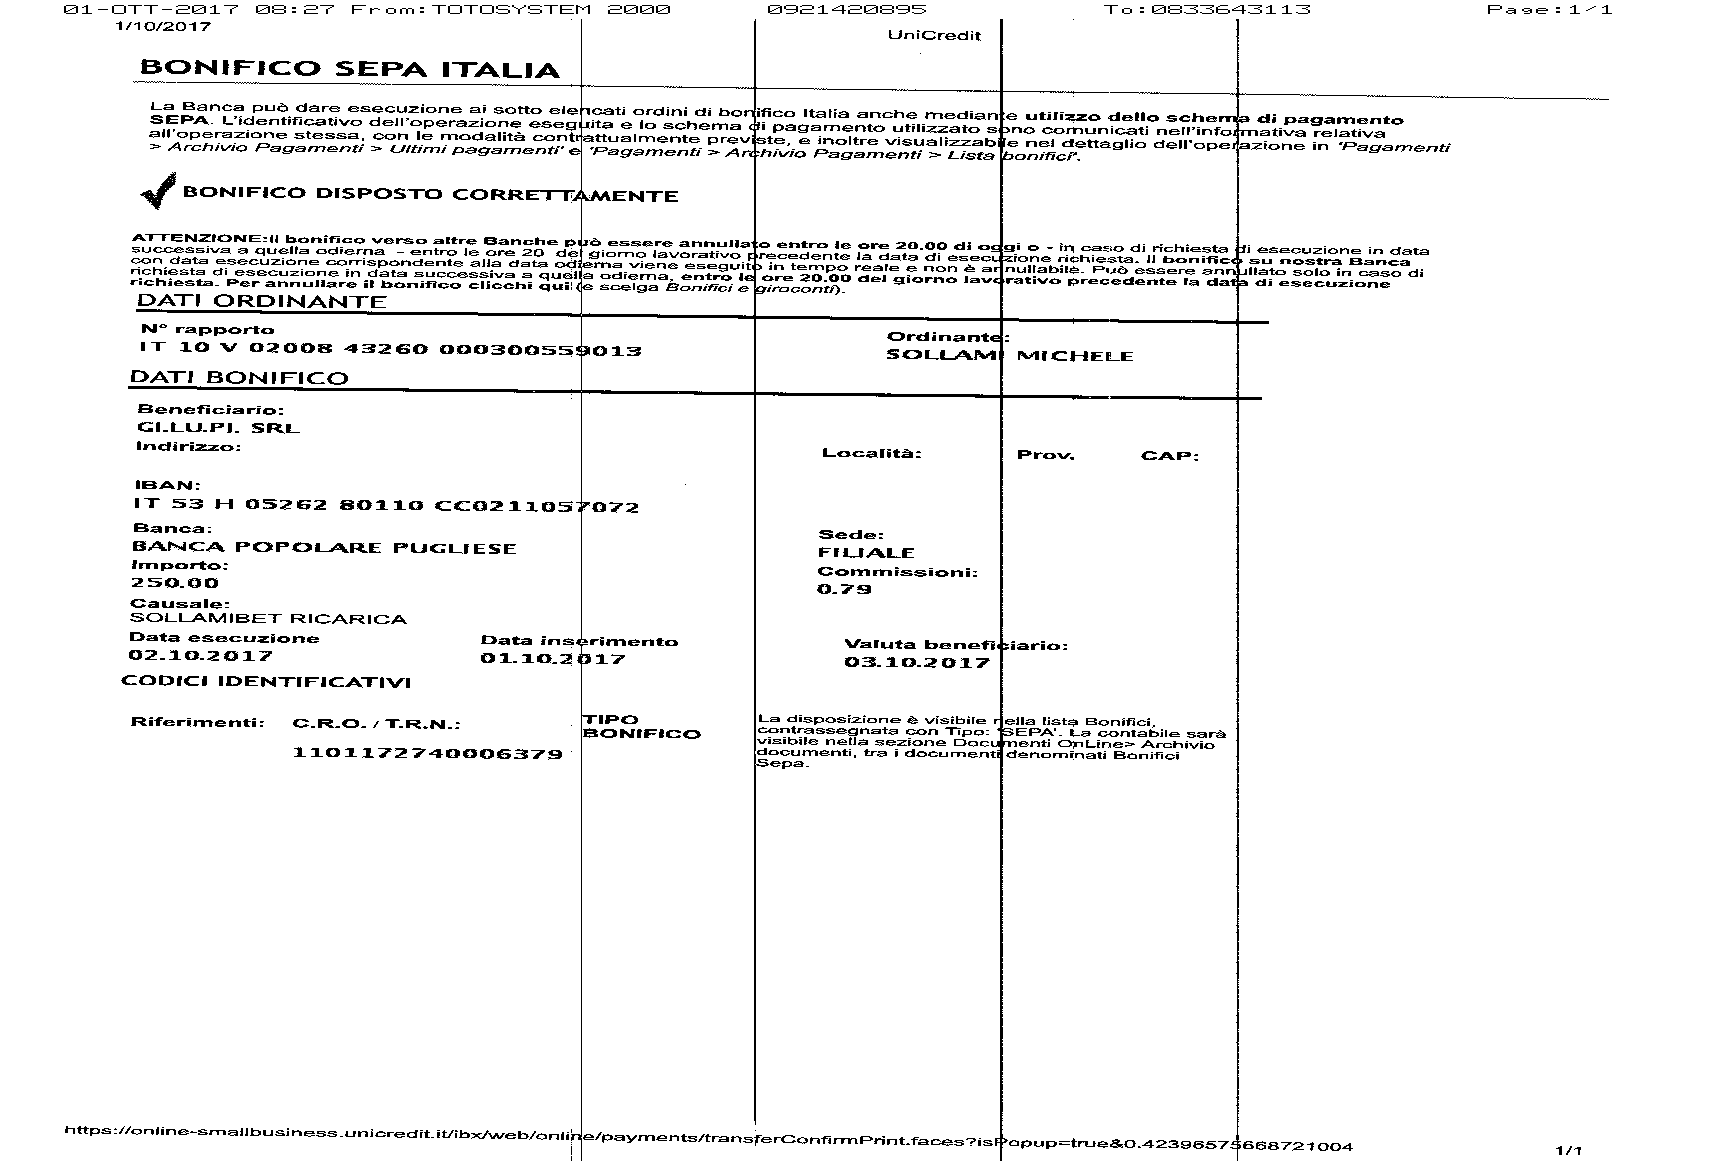 01-OTT-2017 08:27 From:TOTOSYSTEM 2000 0921420895 To:0833643113 Page:1/1
1/10/2017 UniCredit
BONIFICO SEPA ITALIA
La Banca può dare esecuzione ai sotto elencati ordini di bonifico Italia anche mediante utilizzo dello schema di pagamento
SEPA. L'identificativo dell'operazione eseguita e lo schema di pagamento utilizzato sono comunicati nell'informativa relativa
all'operazione stessa, con le modalità contrattualmente previste, e inoltre visualizzabile nel dettaglio dell'operazione in 'Pagamenti
> Archivio Pagamenti > Ultimi pagamenti' e 'Pagamenti > Archivio Pagamenti > Lista bonifici'.
BONIFICO DISPOSTO CORRETTAMENTE
ATTENZIONE:Il bonifico verso altre Banche può essere annullato entro le ore 20.00 di oggi o - in caso di richiesta di esecuzione in data
successiva a quella odierna - entro le ore 20 del giorno lavorativo precedente la data di esecuzione richiesta. Il bonifico su nostra Banca
con data esecuzione corrispondente alla data odierna viene eseguito in tempo reale e non è annullabile. Può essere annullato solo in caso di
richiesta di esecuzione in data successiva a quella odierna, entro le ore 20.00 del giorno lavorativo precedente la data di esecuzione
richiesta. Per annullare il bonifico clicchi qui (e scelga Bonifici e giroconti).
DATI ORDINANTE
N° rapporto Ordinante:
IT 10 V 02008 43260 000300559013 SOLLAMI MICHELE
DATI BONIFICO
Beneficiario:
GI.LU.PI. SRL
Indirizzo: Località: Prov. CAP:
IBAN:
IT 53 H 05262 80110 CC0211057072
Banca: Sede:
BANCA POPOLARE PUGLIESE FILIALE
Importo: Commissioni:
250.00 0.79
Causale:
SOLLAMIBET RICARICA
Data esecuzione Data inserimento Valuta beneficiario:
02.10.2017 01.10.2017 03.10.2017
CODICI IDENTIFICATIVI
Riferimenti: C.R.O. / T.R.N.: TIPO BONIFICO
1101172740006379
La disposizione è visibile nella lista Bonifici,
contrassegnata con Tipo: 'SEPA'. La contabile sarà
visibile nella sezione Documenti OnLine> Archivio
documenti, tra i documenti denominati Bonifici
Sepa.
https://online-smallbusiness.unicredit.it/ibx/web/online/payments/transferConfirmPrint.faces?isPopup=true&0.42396575668721004 1/1